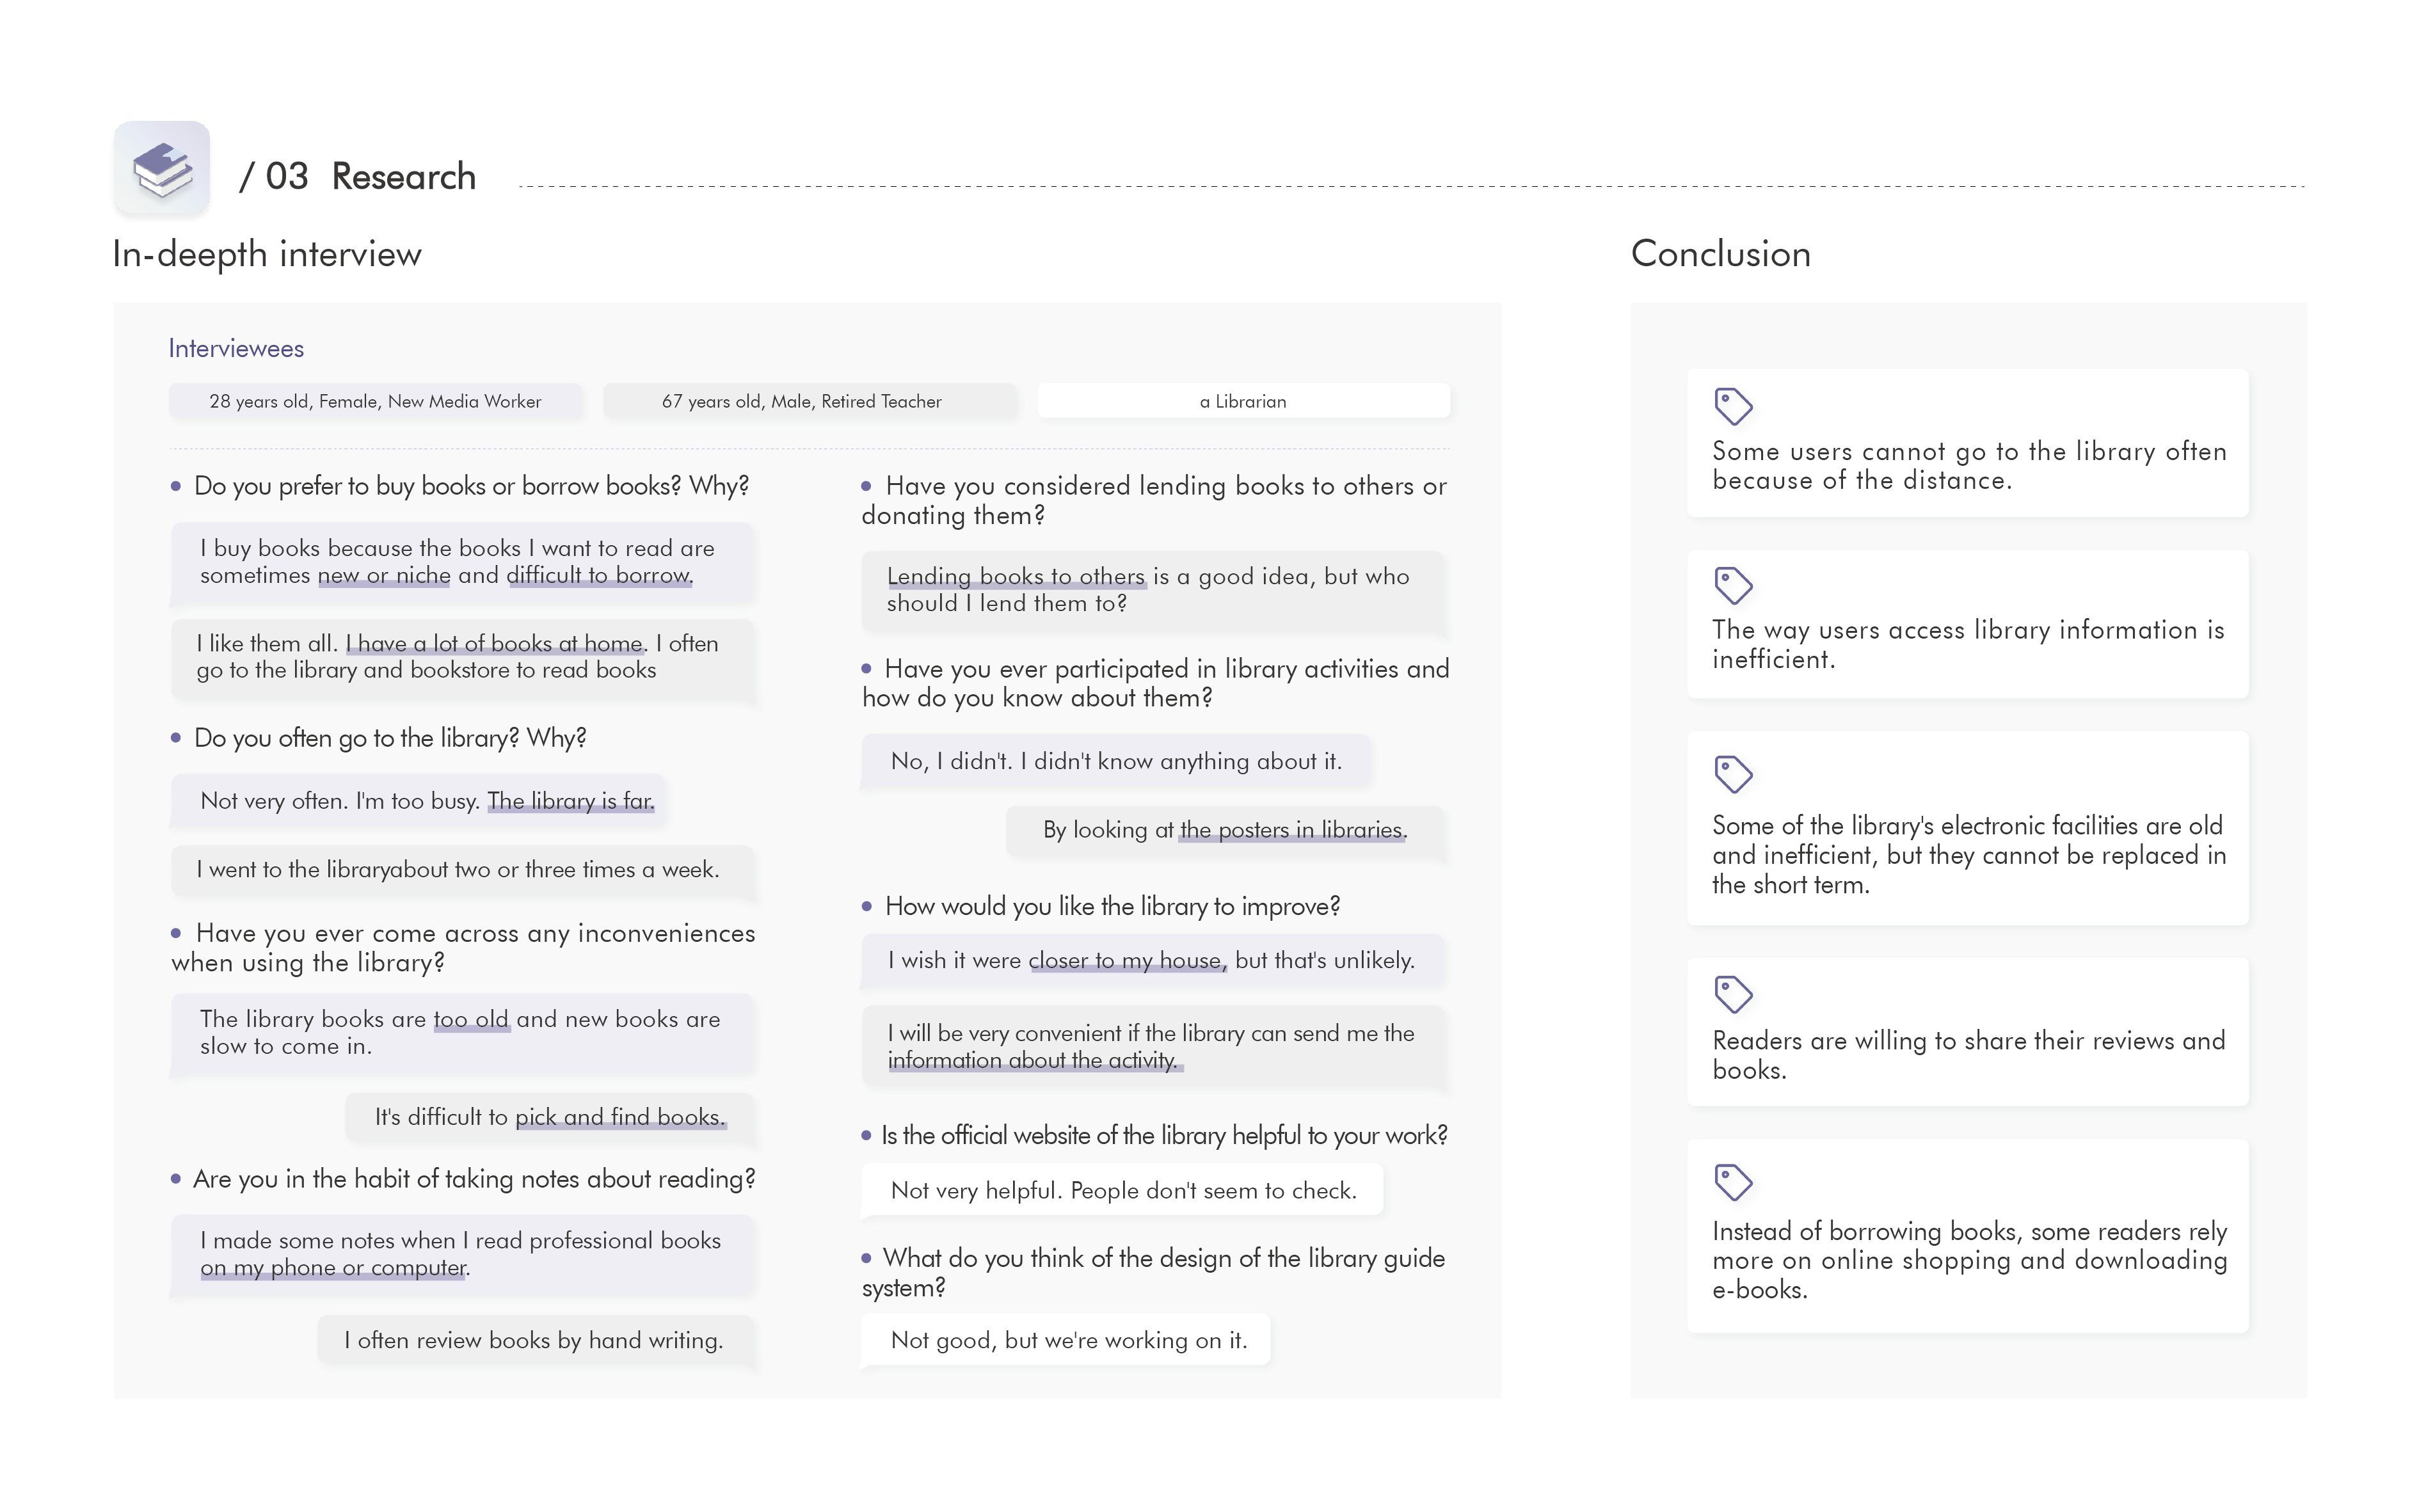 / 03 Research
In-deepth interview
Interviewees
28 years old, Female, New Media Worker
67 years old, Male, Retired Teacher
a Librarian
Do you prefer to buy books or borrow books? Why?
I buy books because the books I want to read are
sometimes new or niche and difficult to borrow.
I like them all. I have a lot of books at home. I often
go to the library and bookstore to read books
Do you often go to the library? Why?
Not very often. I'm too busy. The library is far.
I went to the libraryabout two or three times a week.
Have you ever come across any inconveniences
when using the library?
The library books are too old and new books are
slow to come in.
It's difficult to pick and find books.
Are you in the habit of taking notes about reading?
I made some notes when I read professional books
on my phone or computer.
I often review books by hand writing.
Have you considered lending books to others or
donating them?
Lending books to others is a good idea, but who
should I lend them to?
Have you ever participated in library activities and
how do you know about them?
No, I didn't. I didn't know anything about it.
By looking at the posters in libraries.
How would you like the library to improve?
I wish it were closer to my house, but that's unlikely.
I will be very convenient if the library can send me the
information about the activity.
Is the official website of the library helpful to your work?
Not very helpful. People don't seem to check.
What do you think of the design of the library guide
system?
Not good, but we're working on it.
Conclusion
Some users cannot go to the library often
because of the distance.
The way users access library information is
inefficient.
Some of the library's electronic facilities are old
and inefficient, but they cannot be replaced in
the short term.
Readers are willing to share their reviews and
books.
Instead of borrowing books, some readers rely
more on online shopping and downloading
e-books.